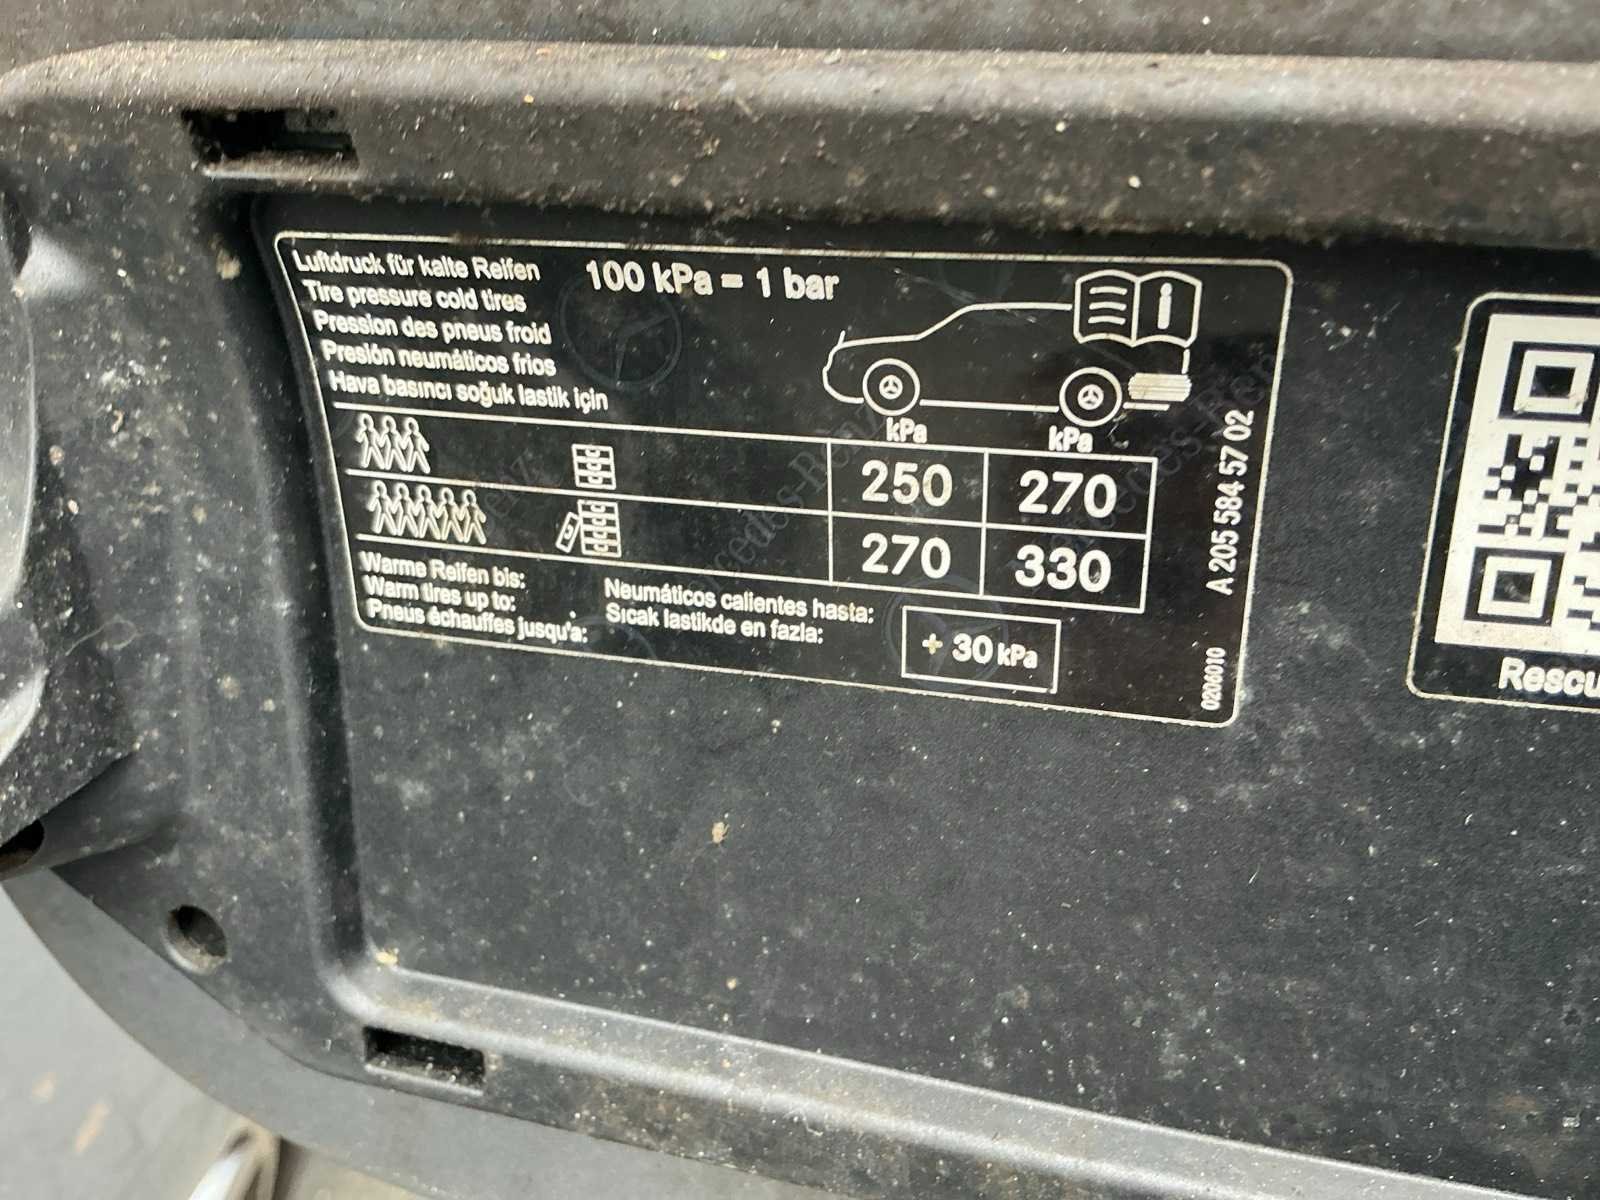 Luftdruck für kalte Reifen
Tire pressure cold tires
Pression des pneus froid
Presión neumáticos frios
Hava basıncı soğuk lastik için
100 kPa = 1 bar
i
kPa kPa
250 270
270 330
Warme Reifen bis:
Warm tires up to:
Pneus échauffes jusqu'a:
Neumáticos calientes hasta:
Sıcak lastikde en fazla:
+ 30 kPa
A 205 584 57 02
0206010
Rescu